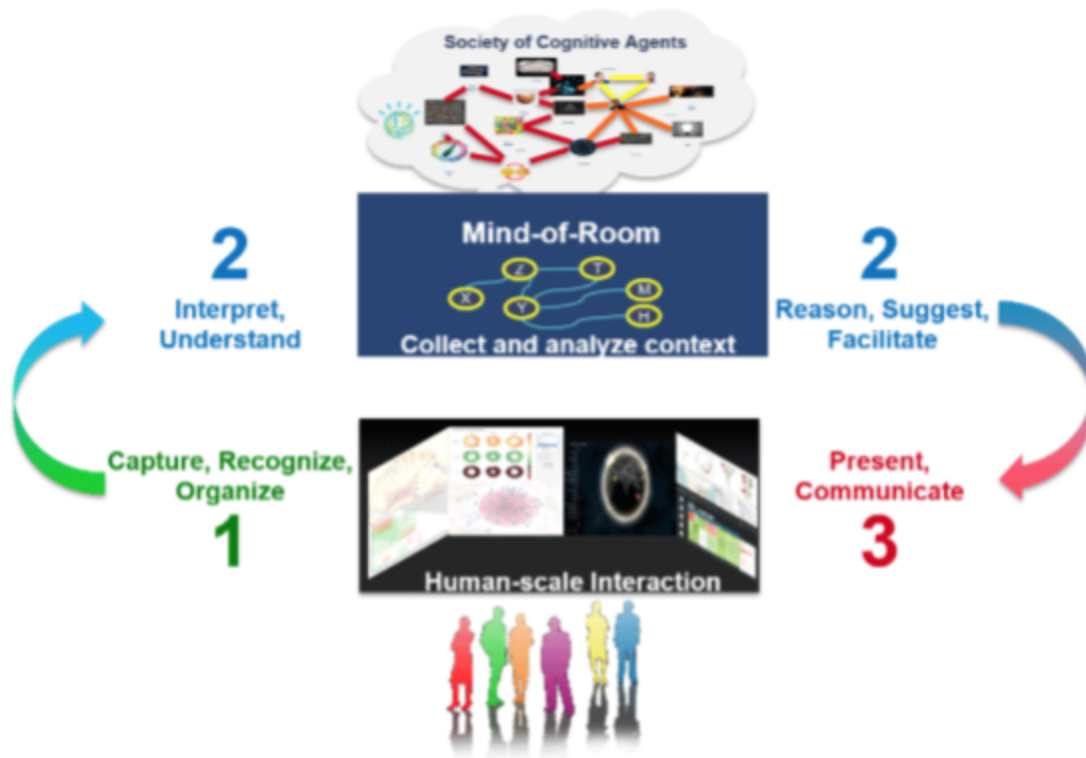 Society of Cognitive Agents
Mind-of-Room
Z
T
X
Y
M
H
Collect and analyze context
2
Interpret,
Understand
2
Reason, Suggest,
Facilitate
Capture, Recognize,
Organize
1
Present,
Communicate
3
Human-scale Interaction